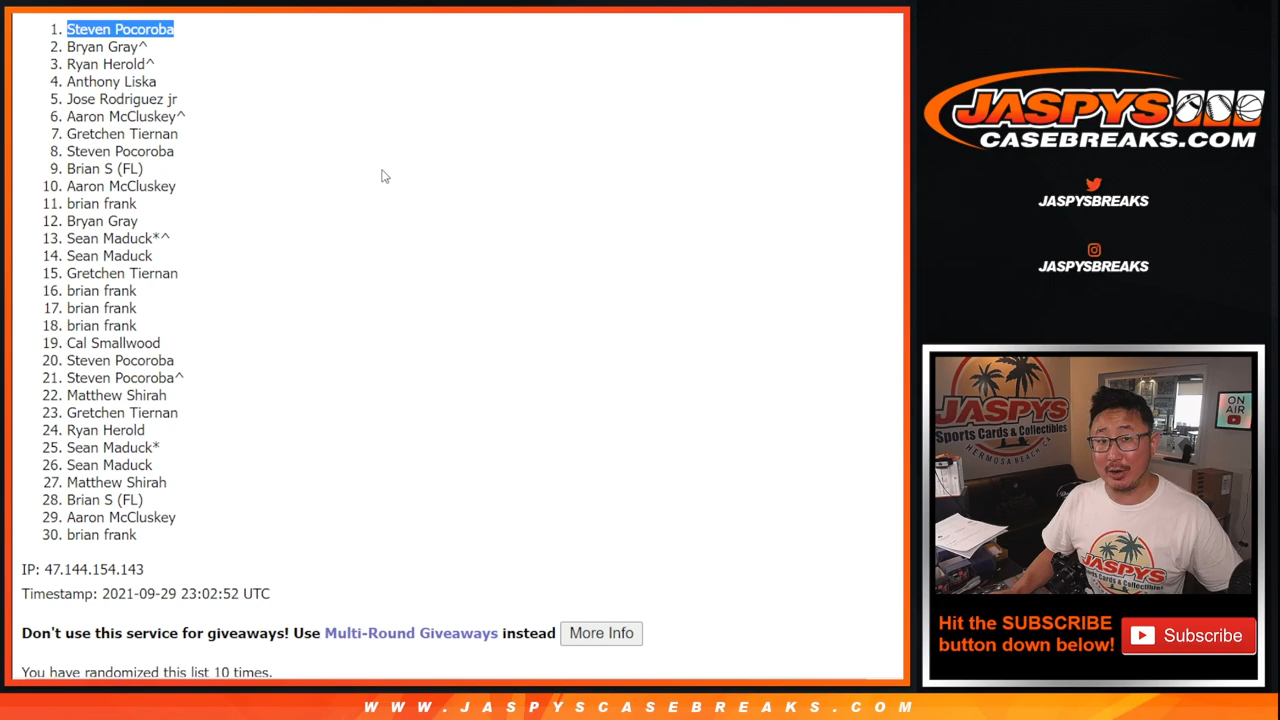 1. Steven Pocoroba
2. Bryan Gray^
3. Ryan Herold^
4. Anthony Liska
5. Jose Rodriguez jr
6. Aaron McCluskey^
7. Gretchen Tiernan
8. Steven Pocoroba
9. Brian S (FL)
10. Aaron McCluskey
11. brian frank
12. Bryan Gray
13. Sean Maduck*^
14. Sean Maduck
15. Gretchen Tiernan
16. brian frank
17. brian frank
18. brian frank
19. Cal Smallwood
20. Steven Pocoroba
21. Steven Pocoroba^
22. Matthew Shirah
23. Gretchen Tiernan
24. Ryan Herold
25. Sean Maduck*
26. Sean Maduck
27. Matthew Shirah
28. Brian S (FL)
29. Aaron McCluskey
30. brian frank
IP: 47.144.154.143
Timestamp: 2021-09-29 23:02:52 UTC
Don't use this service for giveaways! Use Multi-Round Giveaways instead More Info
You have randomized this list 10 times.
JASPYS
CASEBREAKS.COM
JASPYSBREAKS
JASPYSBREAKS
JASPYS
Sports Cards & Collectibles
HERMOSA BEACH CA
ON
AIR
JASPYS
Hit the SUBSCRIBE
button down below!
Subscribe
WWW.JASPYSCASEBREAKS.COM